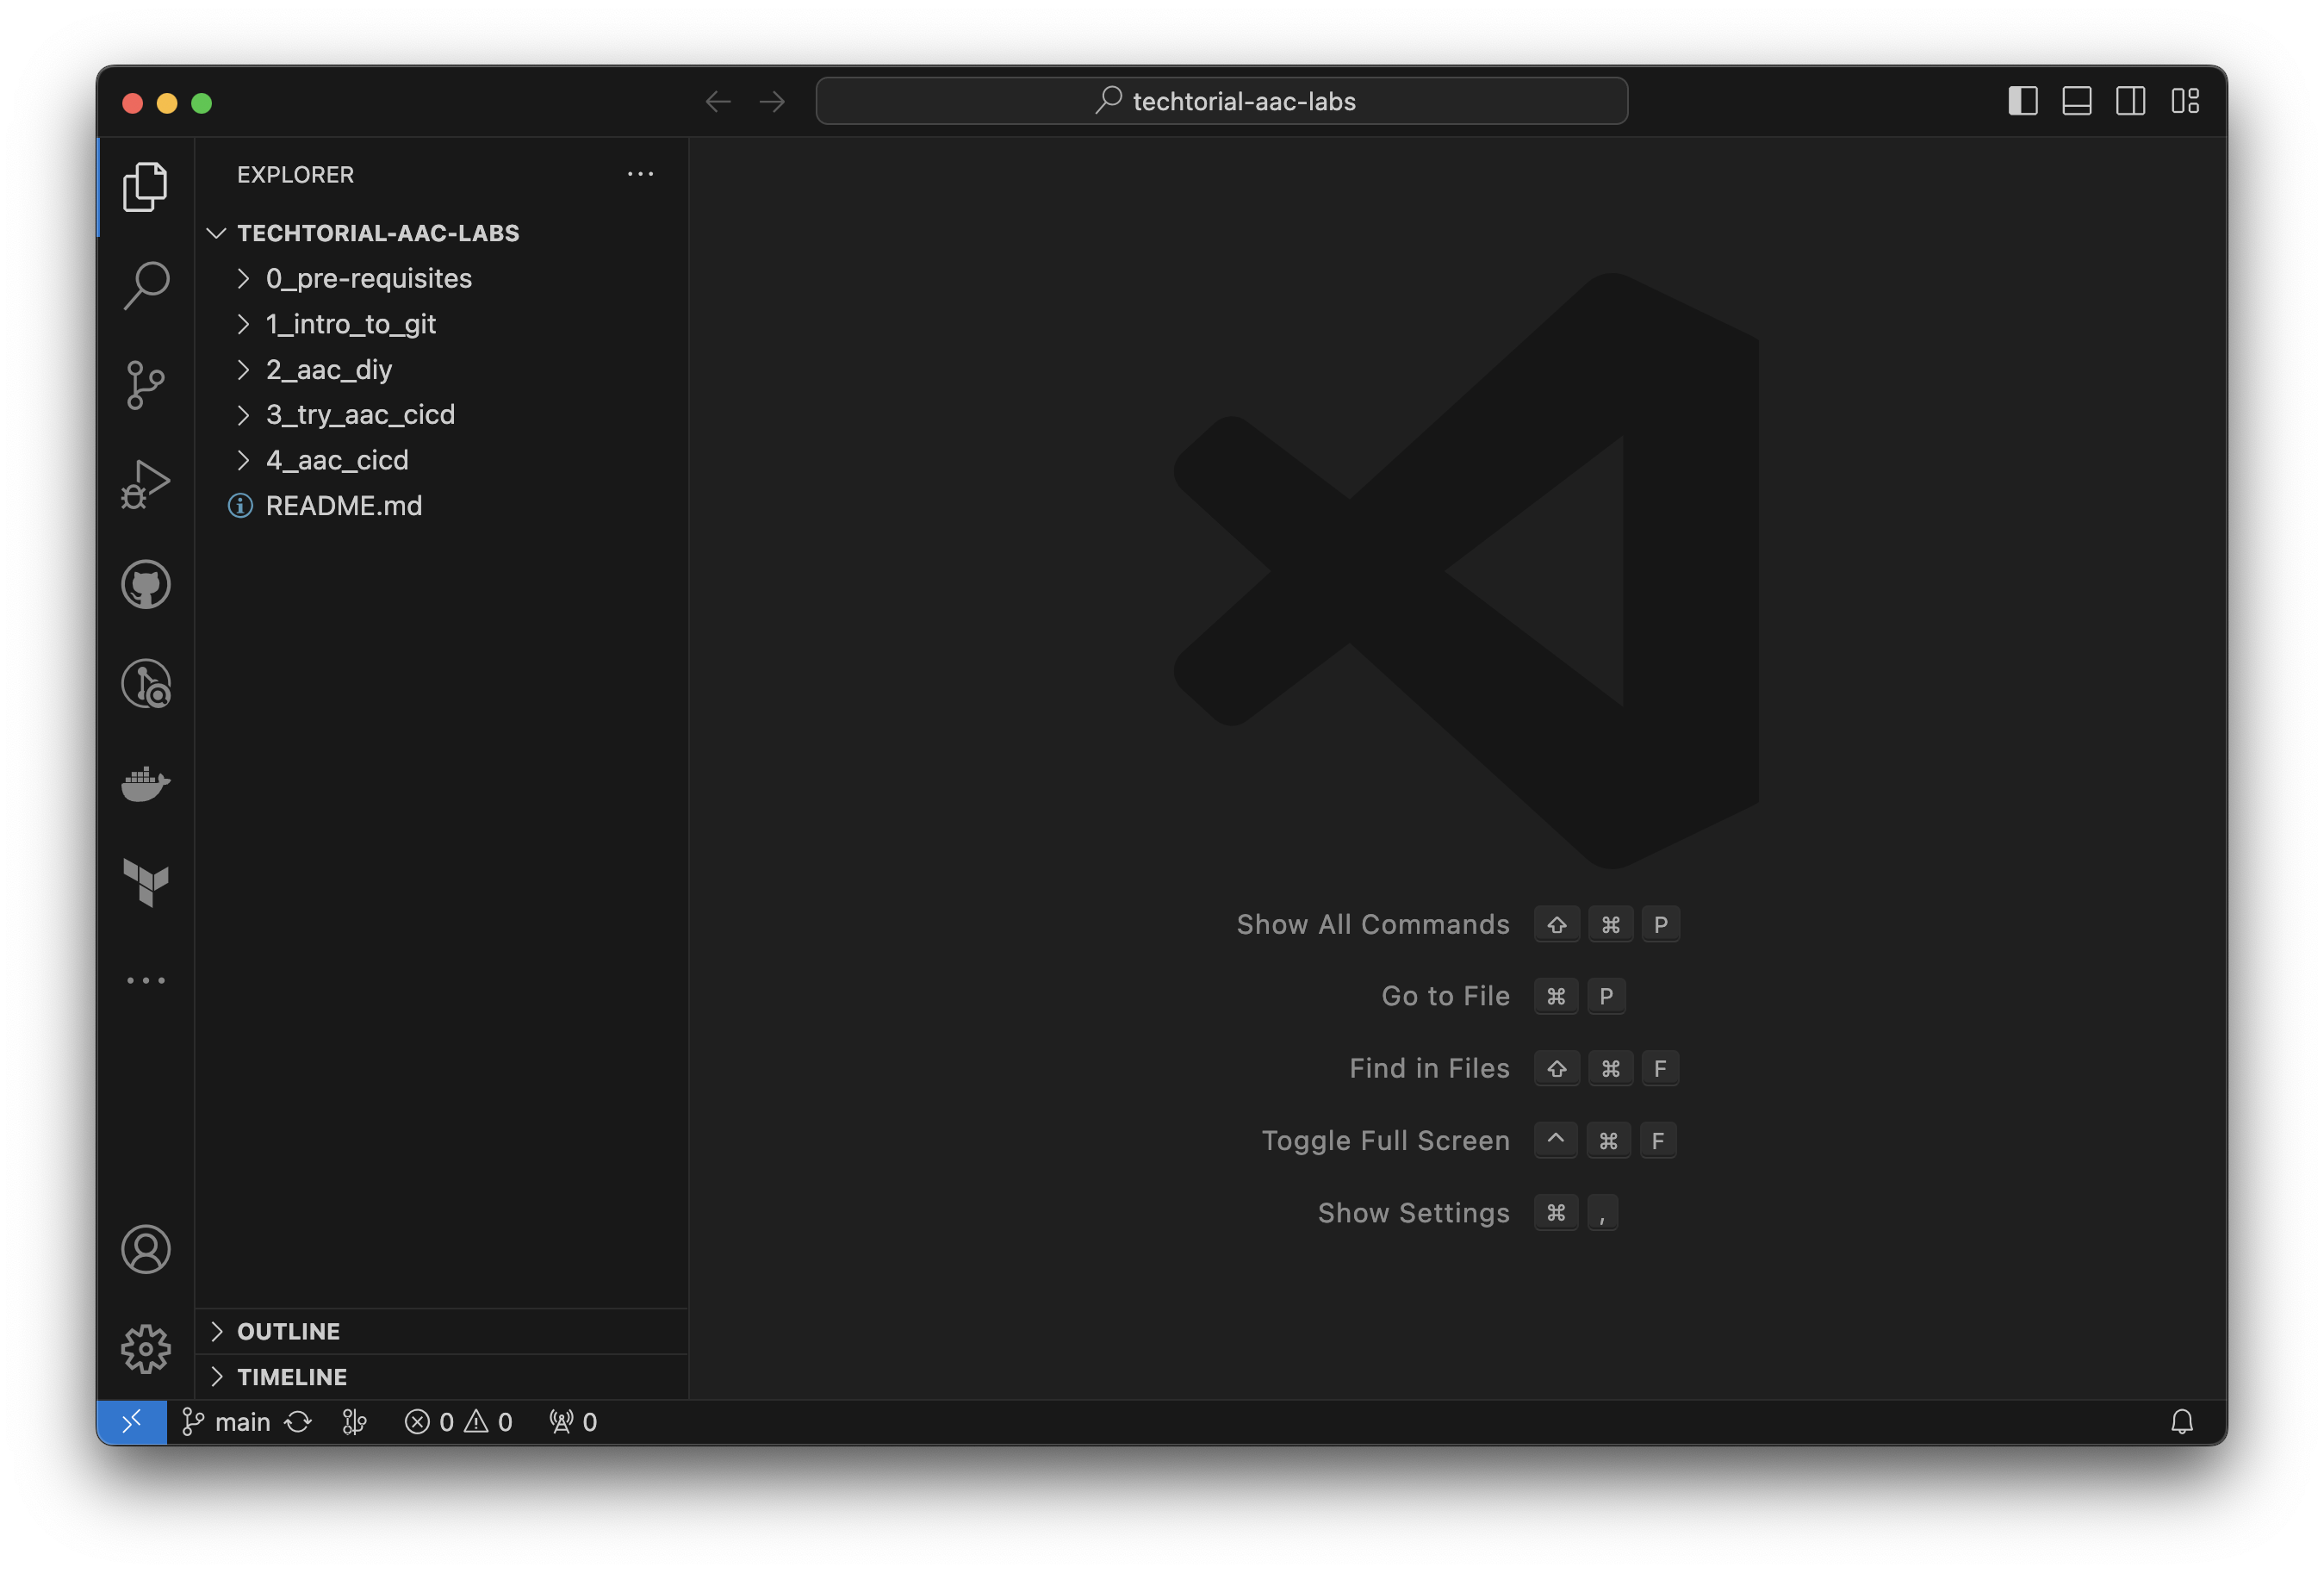 techtorial-aac-labs
EXPLORER
TECHTORIAL-AAC-LABS
0_pre-requisites
1_intro_to_git
2_aac_diy
3_try_aac_cicd
4_aac_cicd
README.md
Show All Commands ⇧ ⌘ P
Go to File ⌘ P
Find in Files ⇧ ⌘ F
Toggle Full Screen ^ ⌘ F
Show Settings ⌘ ,
OUTLINE
TIMELINE
main 0 0 0